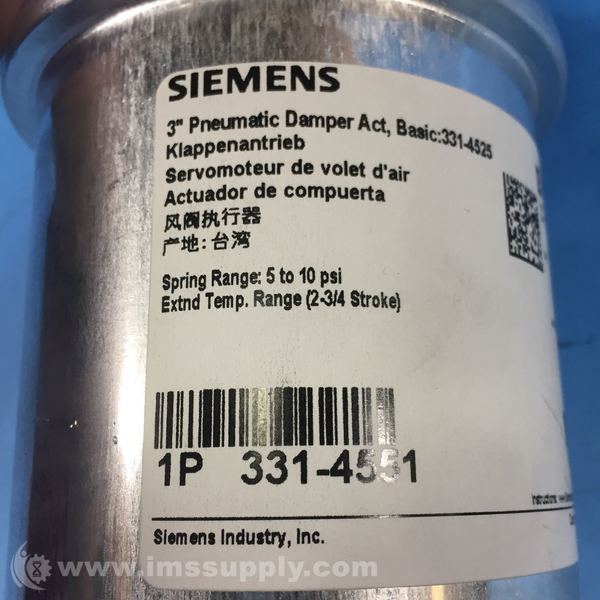 SIEMENS
3" Pneumatic Damper Act, Basic:331-4525
Klappenantrieb
Servomoteur de volet d'air
Actuador de compuerta
风阀执行器
产地: 台湾
Spring Range: 5 to 10 psi
Extnd Temp. Range (2-3/4 Stroke)
1P 331-4551
Instructions:
Siemens Industry, Inc.
www.imssupply.com